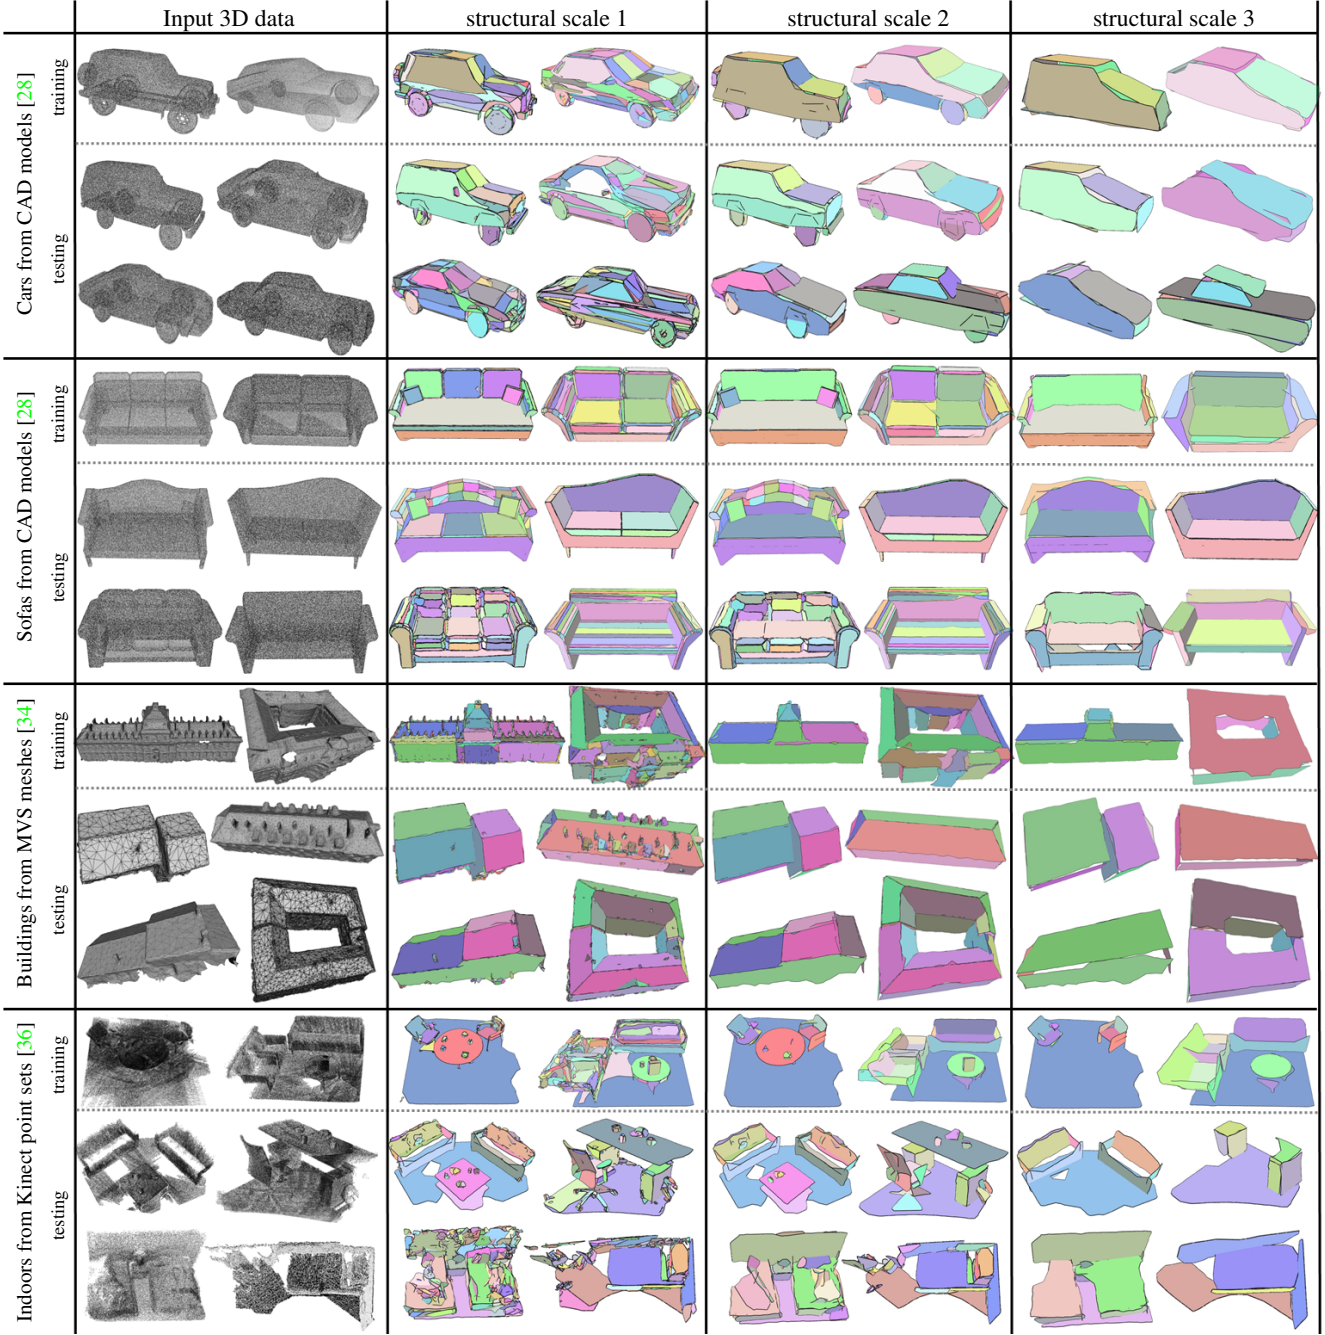 Input 3D data
structural scale 1
structural scale 2
structural scale 3
Cars from CAD models [28]
training
testing
Sofas from CAD models [28]
training
testing
Buildings from MVS meshes [34]
training
testing
Indoors from Kinect point sets [36]
training
testing